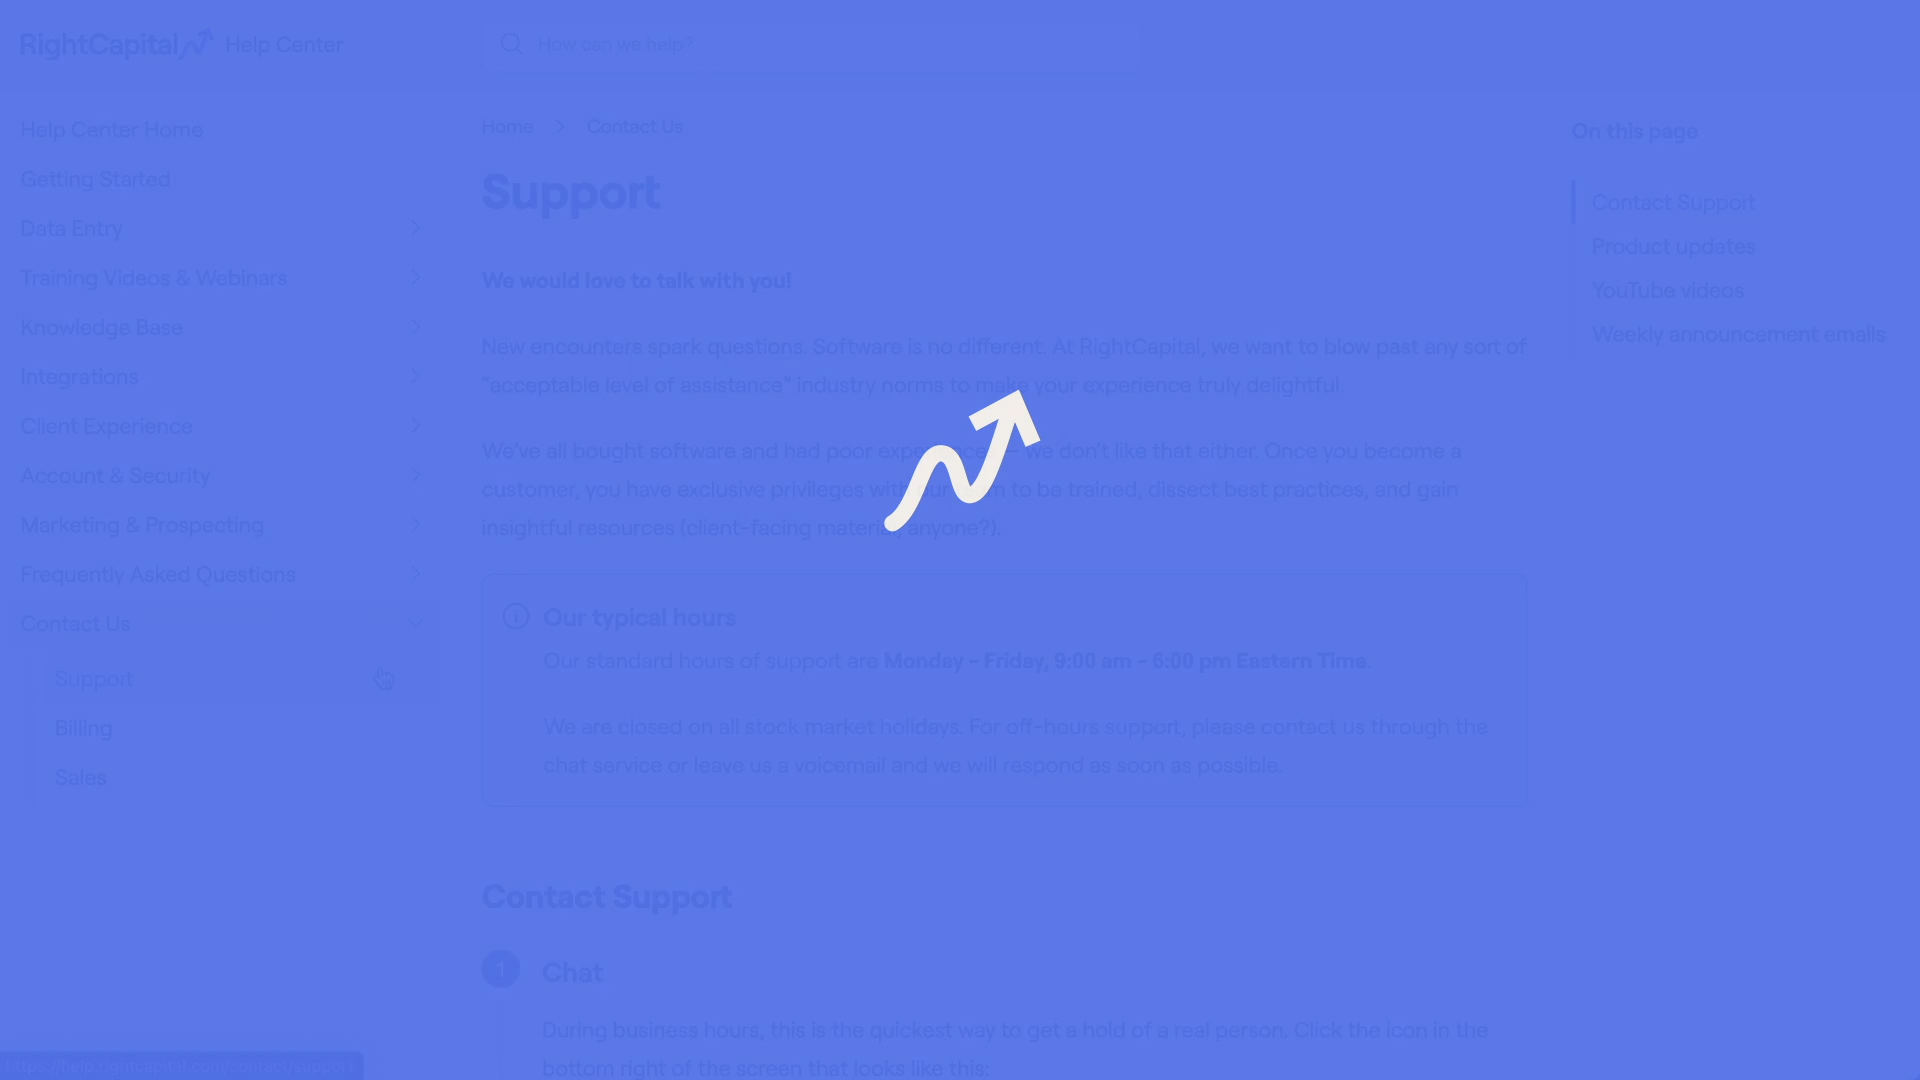 RightCapital Help Center
How can we help?
Help Center Home
Getting Started
Data Entry
Training Videos & Webinars
Knowledge Base
Integrations
Client Experience
Account & Security
Marketing & Prospecting
Frequently Asked Questions
Contact Us
Support
Billing
Sales
Home > Contact Us
Support
We would love to talk with you!
New encounters spark questions. Software is no different. At RightCapital, we want to blow past any sort of
"acceptable level of assistance" industry norms to make your experience truly delightful.
We've all bought software and had poor — we don't like that either. Once you become a
customer, you have exclusive privileges with our to be trained, dissect best practices, and gain
insightful resources (client-facing material, anyone?).
Our typical hours
Our standard hours of support are Monday - Friday, 9:00 am - 6:00 pm Eastern Time.
We are closed on all stock market holidays. For off-hours support, please contact us through the
chat service or leave us a voicemail and we will respond as soon as possible.
Contact Support
1 Chat
During business hours, this is the quickest way to get a hold of a real person. Click the icon in the
bottom right of the screen that looks like this:
On this page
Contact Support
Product updates
YouTube videos
Weekly announcement emails
https://help.rightcapital.com/contact/support